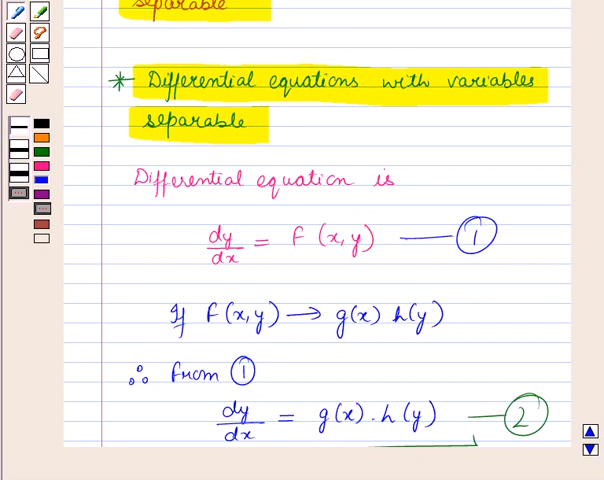 separable
* Differential equations with variables
separable
Differential equation is
dy/dx = F (x, y) —— ①
If F (x, y) → g(x) h(y)
∴ From ①
dy/dx = g(x) . h(y) —— ②